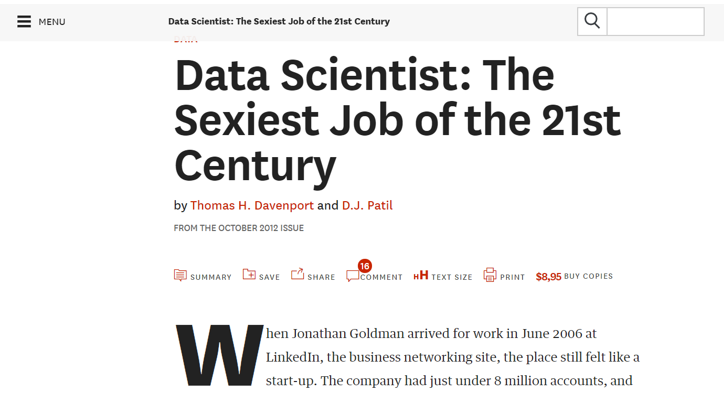 MENU
Data Scientist: The Sexiest Job of the 21st Century
DATA
Data Scientist: The
Sexiest Job of the 21st
Century
by Thomas H. Davenport and D.J. Patil
FROM THE OCTOBER 2012 ISSUE
SUMMARY SAVE SHARE 16 COMMENT HH TEXT SIZE PRINT $8,95 BUY COPIES
When Jonathan Goldman arrived for work in June 2006 at
LinkedIn, the business networking site, the place still felt like a
start-up. The company had just under 8 million accounts, and